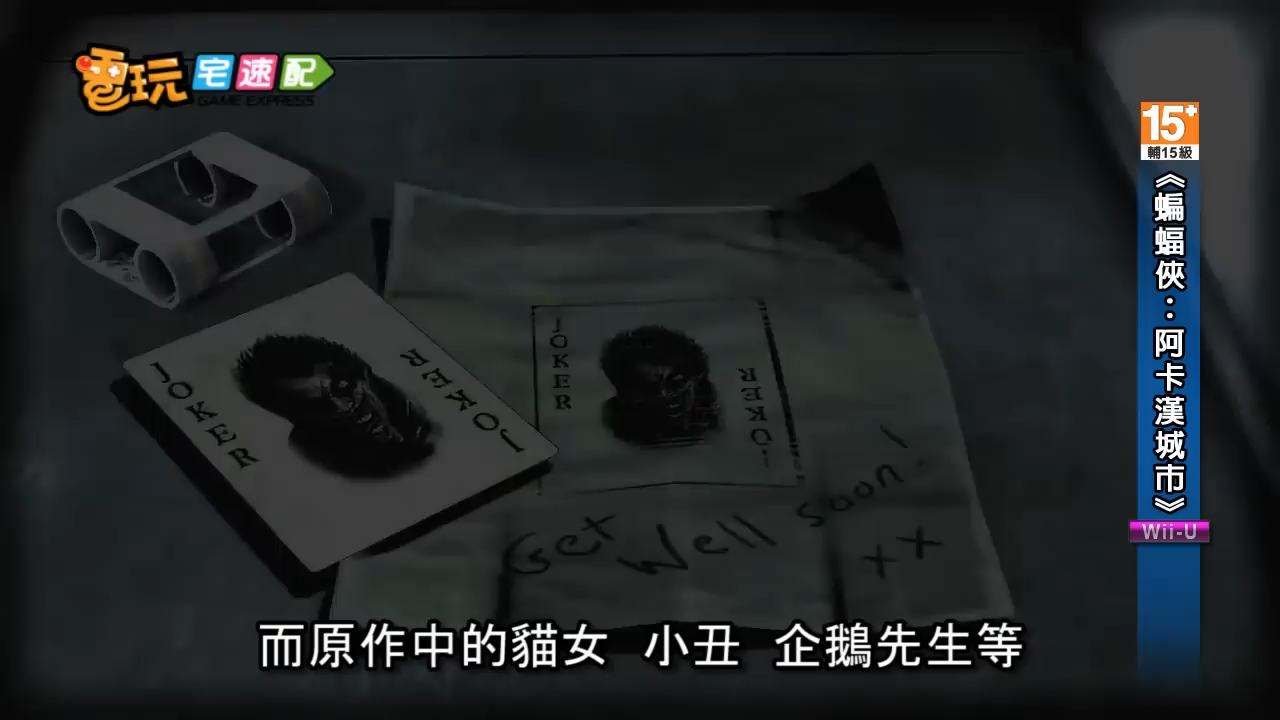 電玩宅速配
GAME EXPRESS
15+
輔15級
《蝙蝠俠：阿卡漢城市》
Wii-U
JOKER
JOKER
JOKER
JOKER
Get Well soon!
xx
而原作中的貓女 小丑 企鵝先生等